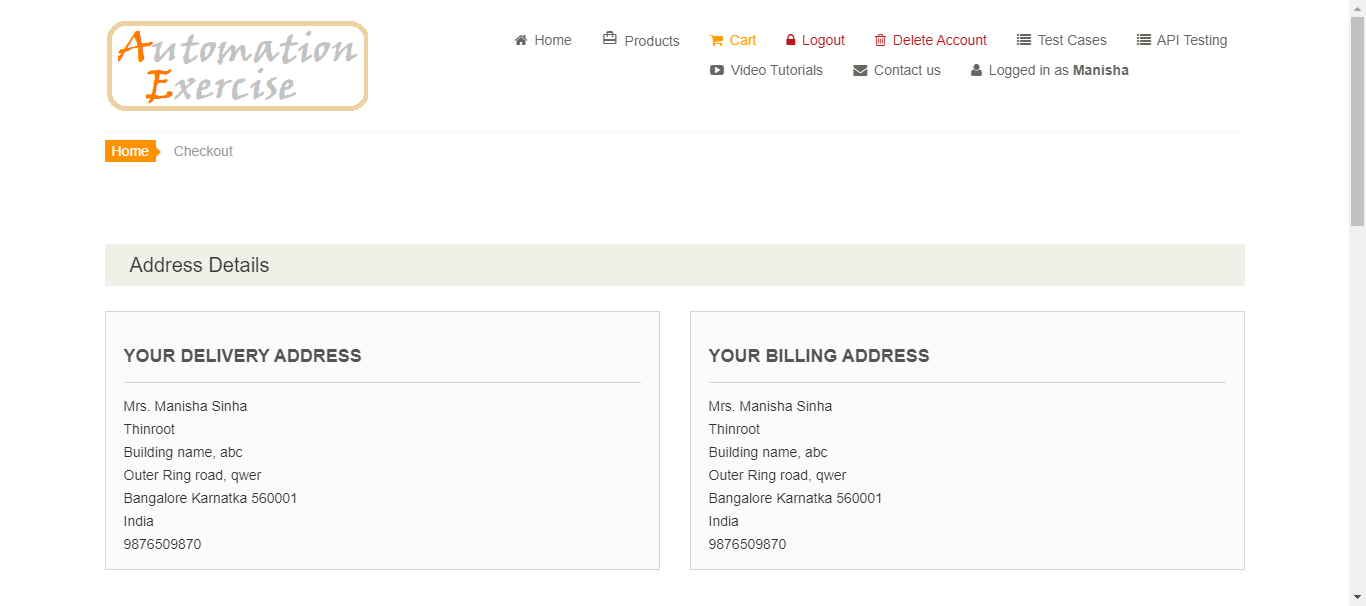 Automation
Exercise
Home Products Cart Logout Delete Account Test Cases API Testing
Video Tutorials Contact us Logged in as Manisha
Home Checkout
Address Details
YOUR DELIVERY ADDRESS
Mrs. Manisha Sinha
Thinroot
Building name, abc
Outer Ring road, qwer
Bangalore Karnatka 560001
India
9876509870
YOUR BILLING ADDRESS
Mrs. Manisha Sinha
Thinroot
Building name, abc
Outer Ring road, qwer
Bangalore Karnatka 560001
India
9876509870